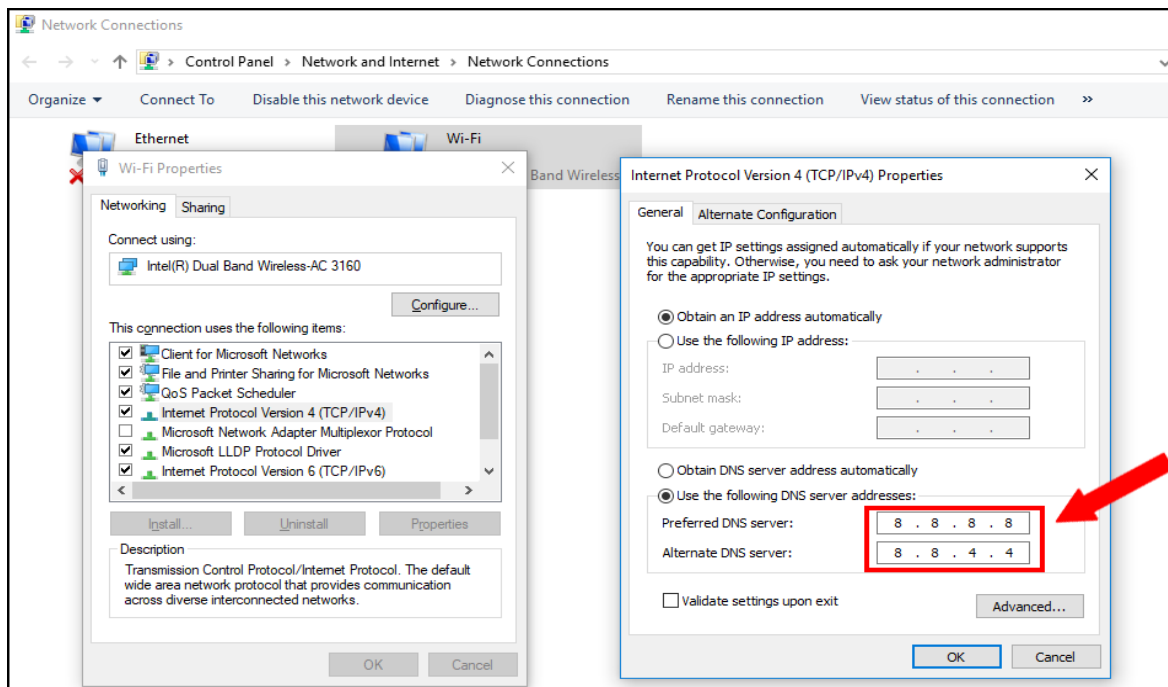 Network Connections
Control Panel > Network and Internet > Network Connections
Organize Connect To Disable this network device Diagnose this connection Rename this connection View status of this connection »
Ethernet
Wi-Fi
Band Wireless
Wi-Fi Properties
Networking Sharing
Connect using:
Intel(R) Dual Band Wireless-AC 3160
Configure...
This connection uses the following items:
Client for Microsoft Networks
File and Printer Sharing for Microsoft Networks
QoS Packet Scheduler
Internet Protocol Version 4 (TCP/IPv4)
Microsoft Network Adapter Multiplexor Protocol
Microsoft LLDP Protocol Driver
Internet Protocol Version 6 (TCP/IPv6)
Install... Uninstall Properties
Description
Transmission Control Protocol/Internet Protocol. The default
wide area network protocol that provides communication
across diverse interconnected networks.
OK Cancel
Internet Protocol Version 4 (TCP/IPv4) Properties
General Alternate Configuration
You can get IP settings assigned automatically if your network supports
this capability. Otherwise, you need to ask your network administrator
for the appropriate IP settings.
Obtain an IP address automatically
Use the following IP address:
IP address: . . .
Subnet mask: . . .
Default gateway: . . .
Obtain DNS server address automatically
Use the following DNS server addresses:
Preferred DNS server: 8 . 8 . 8 . 8
Alternate DNS server: 8 . 8 . 4 . 4
Validate settings upon exit
Advanced...
OK Cancel